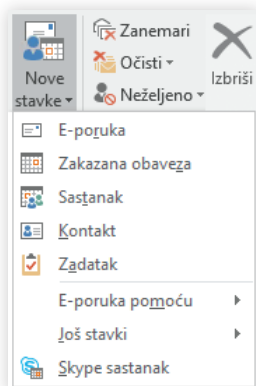 Zanemari
Očisti
Neželjeno
Nove
stavke
Izbriši
E-poruka
Zakazana obaveza
Sastanak
Kontakt
Zadatak
E-poruka pomoću
Još stavki
Skype sastanak